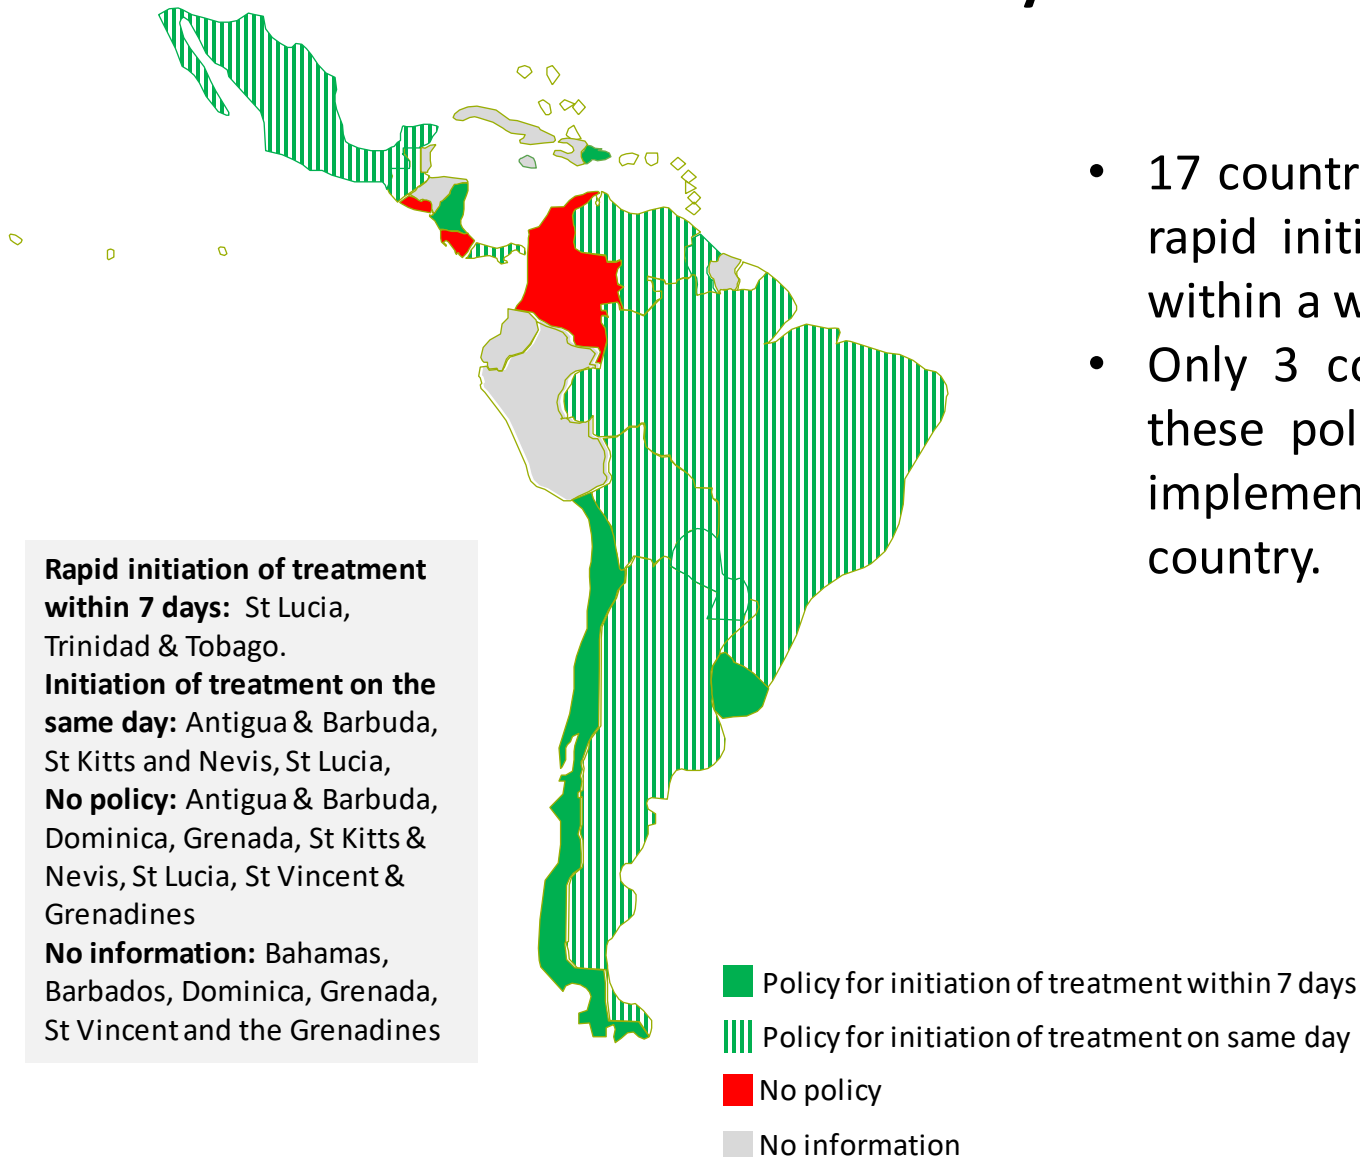 Rapid initiation of treatment
within 7 days: St Lucia,
Trinidad & Tobago.
Initiation of treatment on the
same day: Antigua & Barbuda,
St Kitts and Nevis, St Lucia,
No policy: Antigua & Barbuda,
Dominica, Grenada, St Kitts &
Nevis, St Lucia, St Vincent &
Grenadines
No information: Bahamas,
Barbados, Dominica, Grenada,
St Vincent and the Grenadines
• 17 countr
rapid initi
within a w
• Only 3 co
these pol
implemen
country.
Policy for initiation of treatment within 7 days
Policy for initiation of treatment on same day
No policy
No information